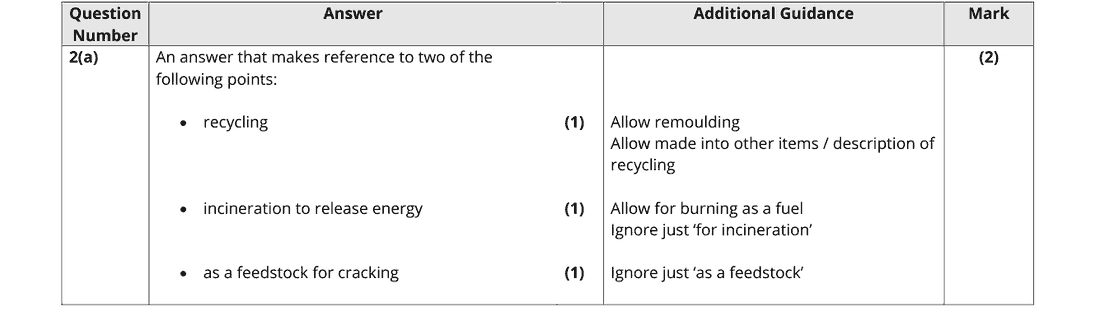 Question Number Answer Additional Guidance Mark
2(a) An answer that makes reference to two of the (2)
following points:
• recycling (1) Allow remoulding
Allow made into other items / description of
recycling
• incineration to release energy (1) Allow for burning as a fuel
Ignore just ‘for incineration’
• as a feedstock for cracking (1) Ignore just ‘as a feedstock’